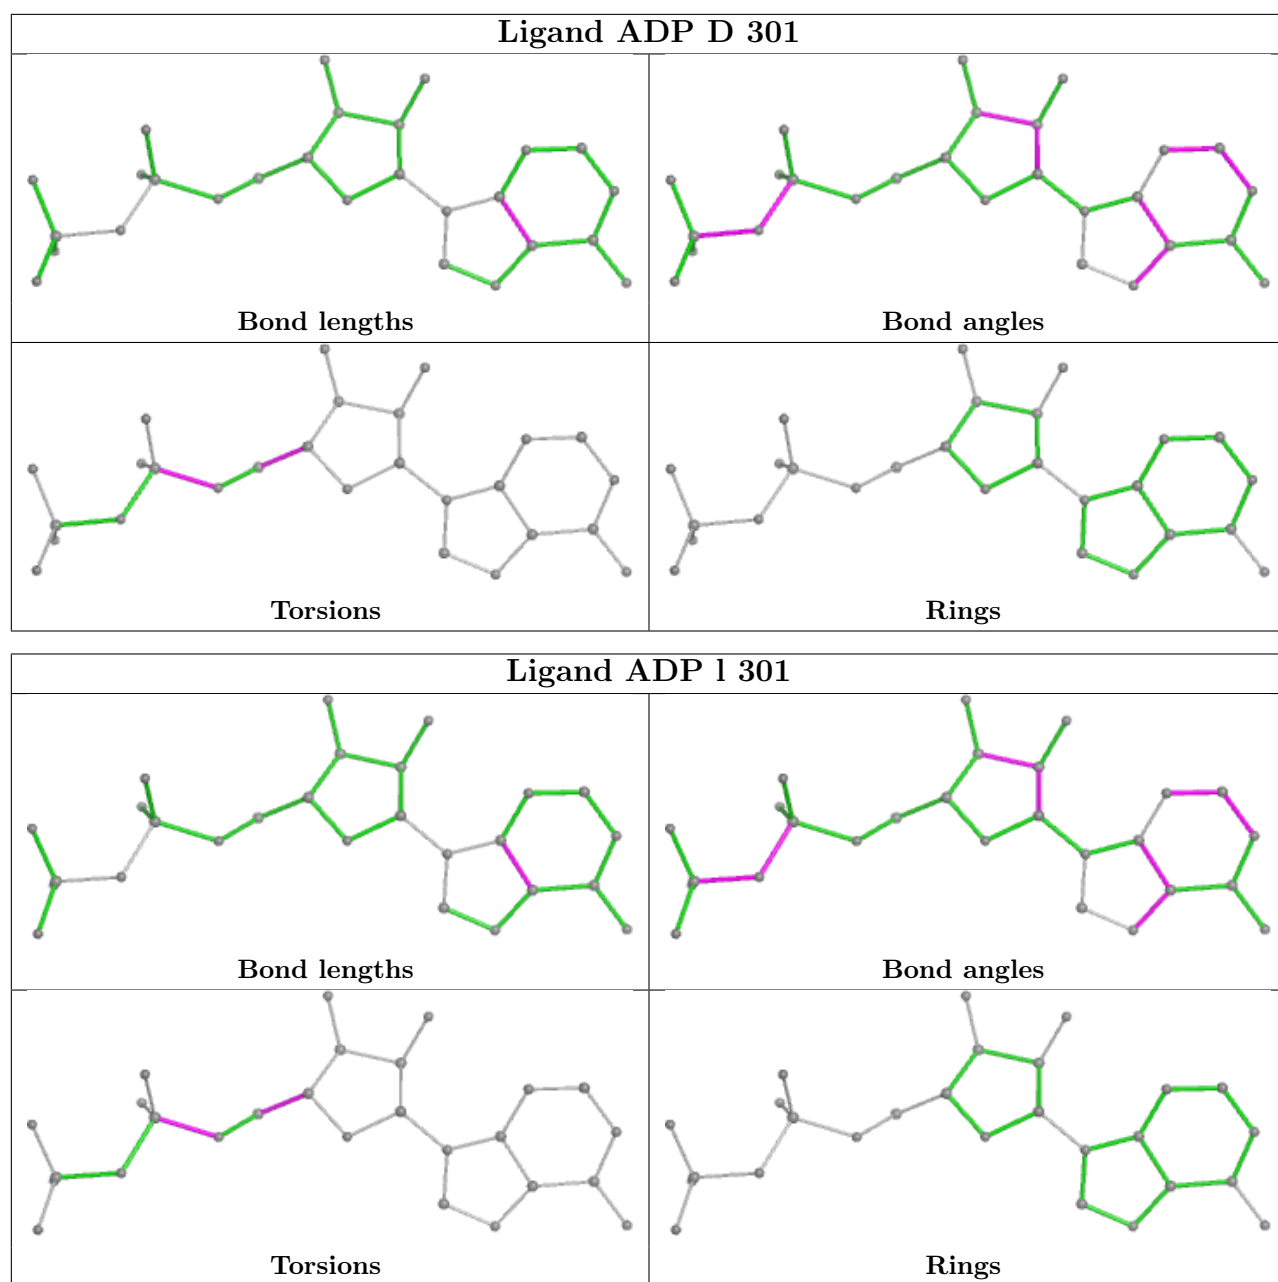 Ligand ADP D 301
Bond lengths
Bond angles
Torsions
Rings
Ligand ADP l 301
Bond lengths
Bond angles
Torsions
Rings